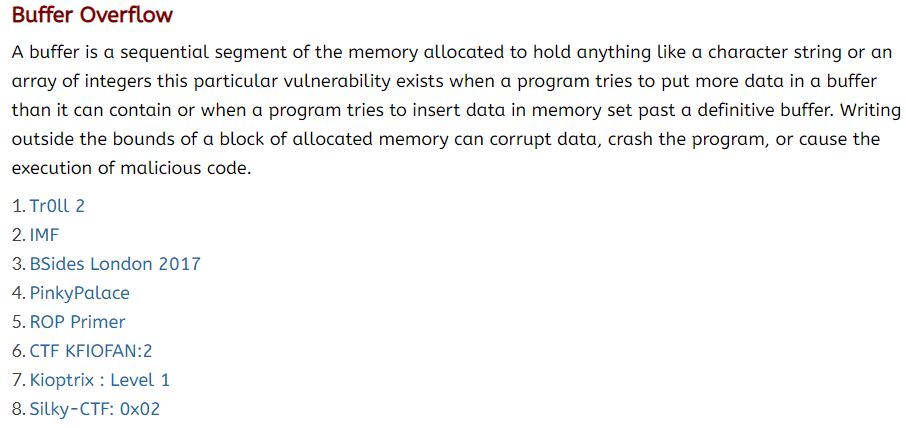 Buffer Overflow
A buffer is a sequential segment of the memory allocated to hold anything like a character string or an
array of integers this particular vulnerability exists when a program tries to put more data in a buffer
than it can contain or when a program tries to insert data in memory set past a definitive buffer. Writing
outside the bounds of a block of allocated memory can corrupt data, crash the program, or cause the
execution of malicious code.
1. Tr0ll 2
2. IMF
3. BSides London 2017
4. PinkyPalace
5. ROP Primer
6. CTF KFIOFAN:2
7. Kioptrix : Level 1
8. Silky-CTF: 0x02